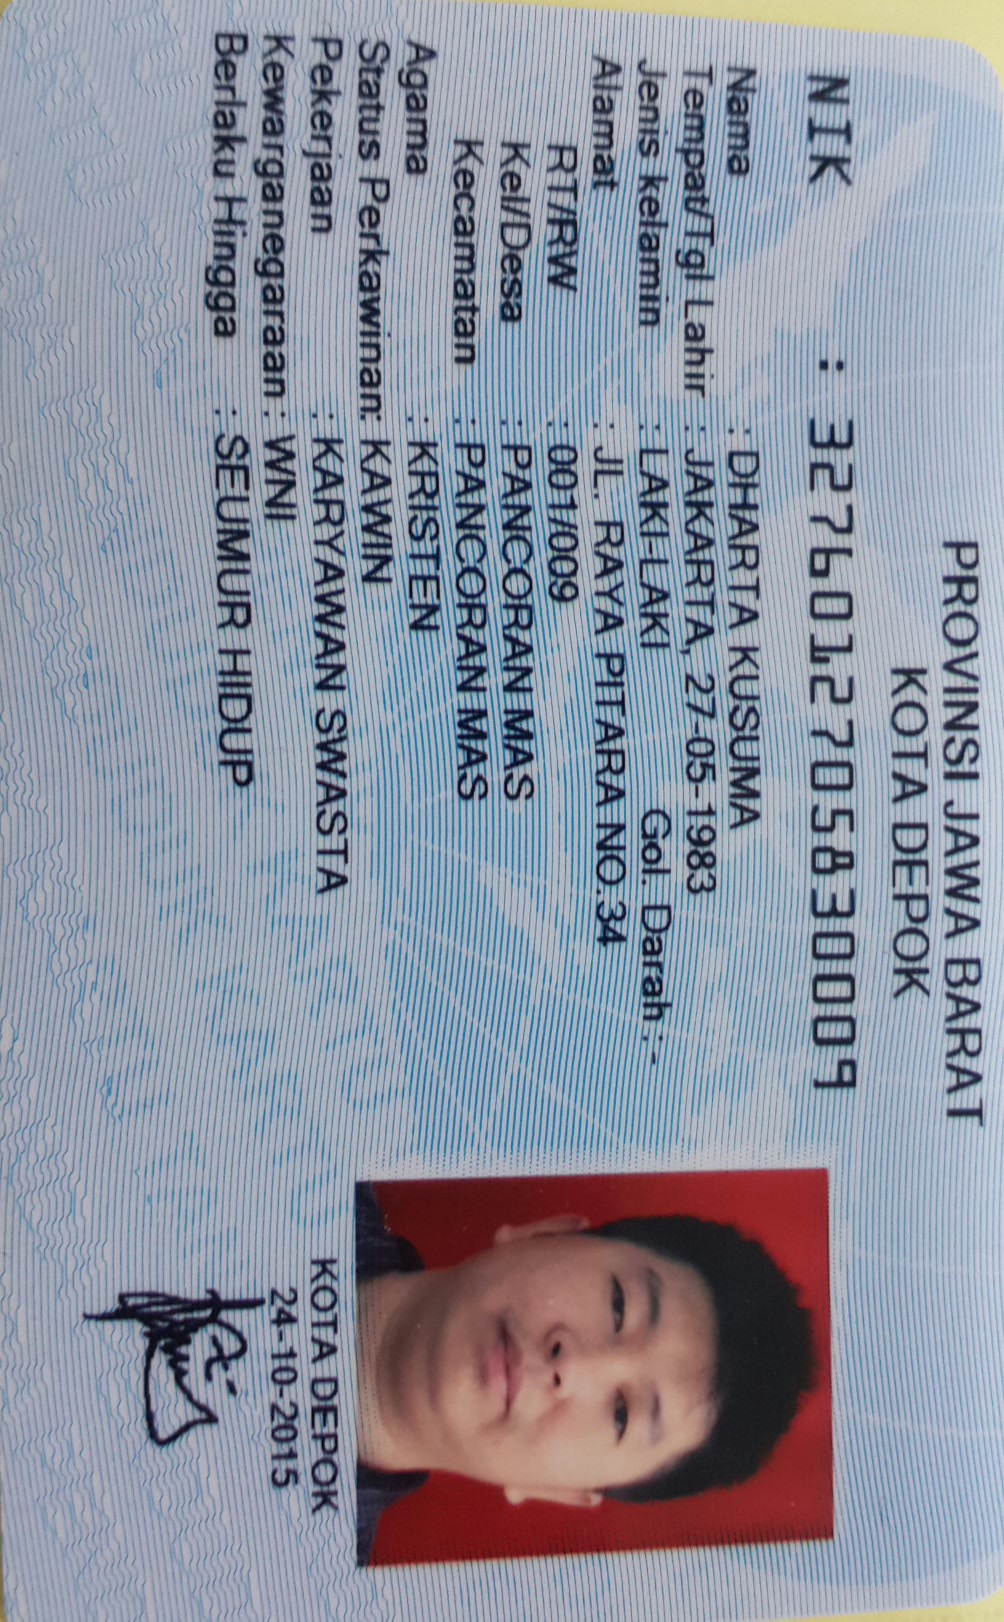 PROVINSI JAWA BARAT
KOTA DEPOK
NIK : 3276012705830009
Nama : DHARTA KUSUMA
Tempat/Tgl Lahir : JAKARTA, 27-05-1983
Jenis kelamin : LAKI-LAKI Gol. Darah :-
Alamat : JL. RAYA PITARA NO.34
RT/RW : 001/009
Kel/Desa : PANCORAN MAS
Kecamatan : PANCORAN MAS
Agama : KRISTEN
Status Perkawinan: KAWIN
Pekerjaan : KARYAWAN SWASTA
Kewarganegaraan : WNI
Berlaku Hingga : SEUMUR HIDUP
KOTA DEPOK
24-10-2015